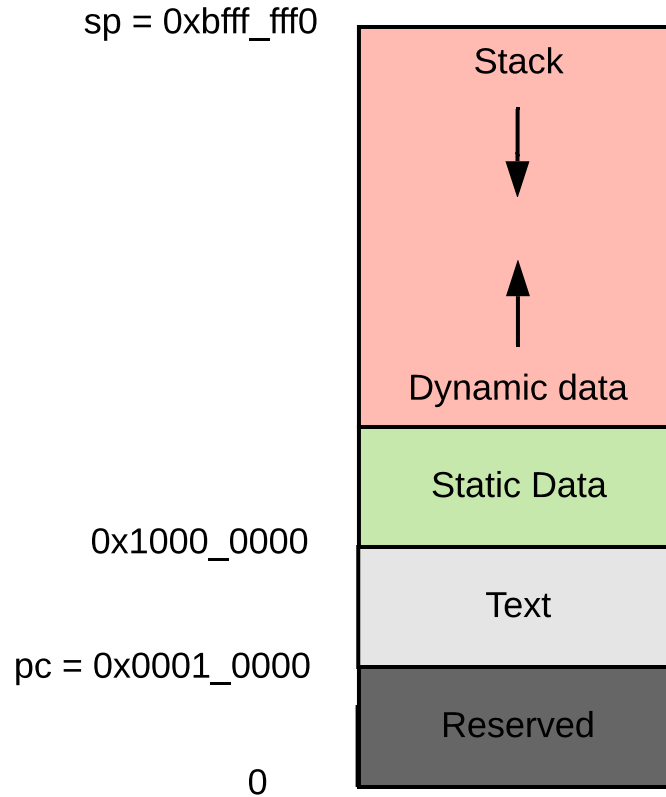 sp = 0xbfff_fff0
Stack
Dynamic data
Static Data
0x1000_0000
Text
pc = 0x0001_0000
Reserved
0